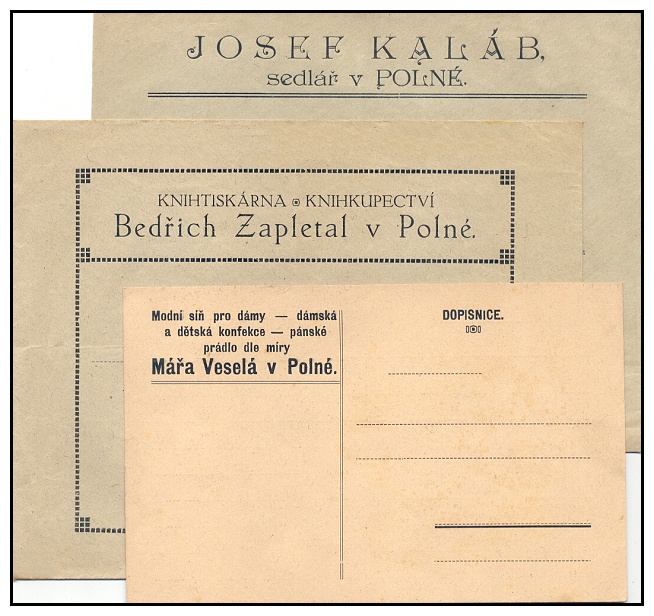 JOSEF KALÁB,
sedlář v POLNÉ.
KNIHTISKÁRNA KNIHKUPECTVÍ
Bedřich Zapletal v Polné.
Modní síň pro dámy — dámská
a dětská konfekce — pánské
prádlo dle míry
Mářa Veselá v Polné.
DOPISNICE.